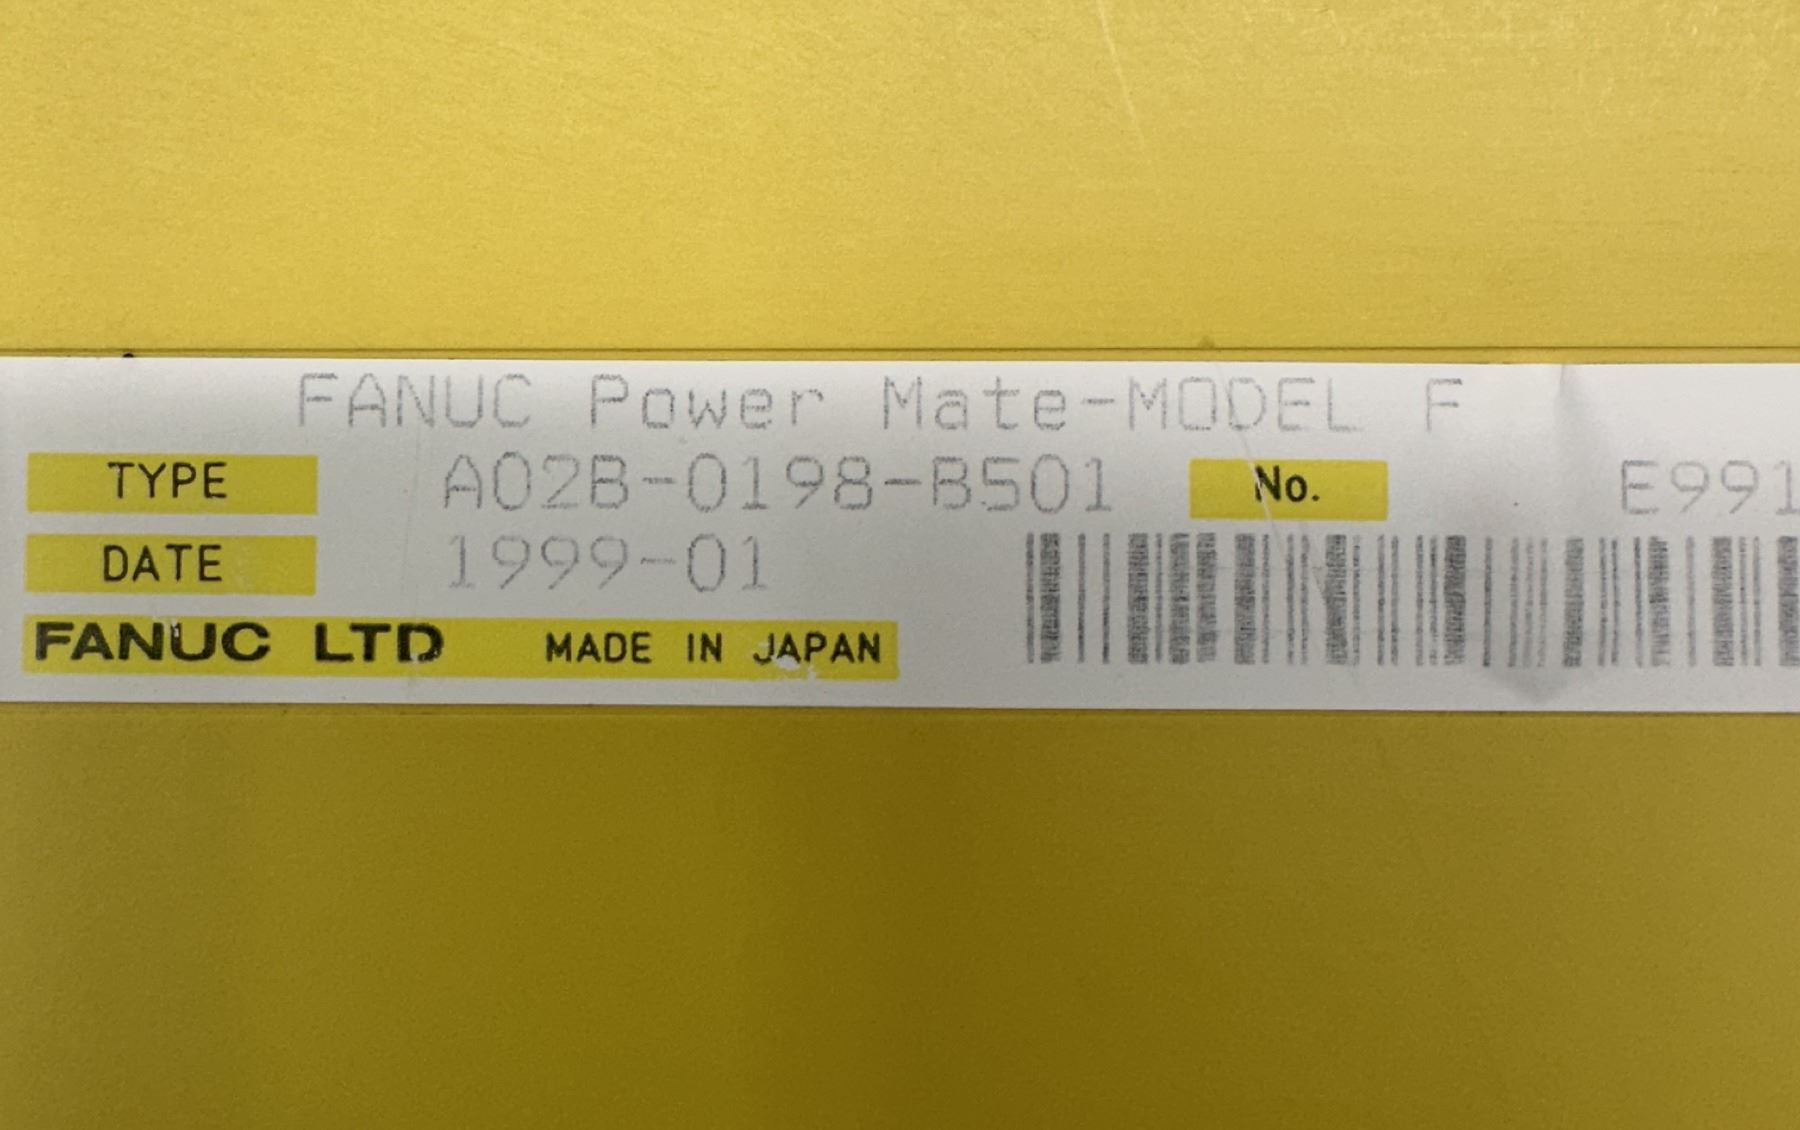 FANUC Power Mate-MODEL F
TYPE A02B-0198-B501 No. E991
DATE 1999-01
FANUC LTD MADE IN JAPAN